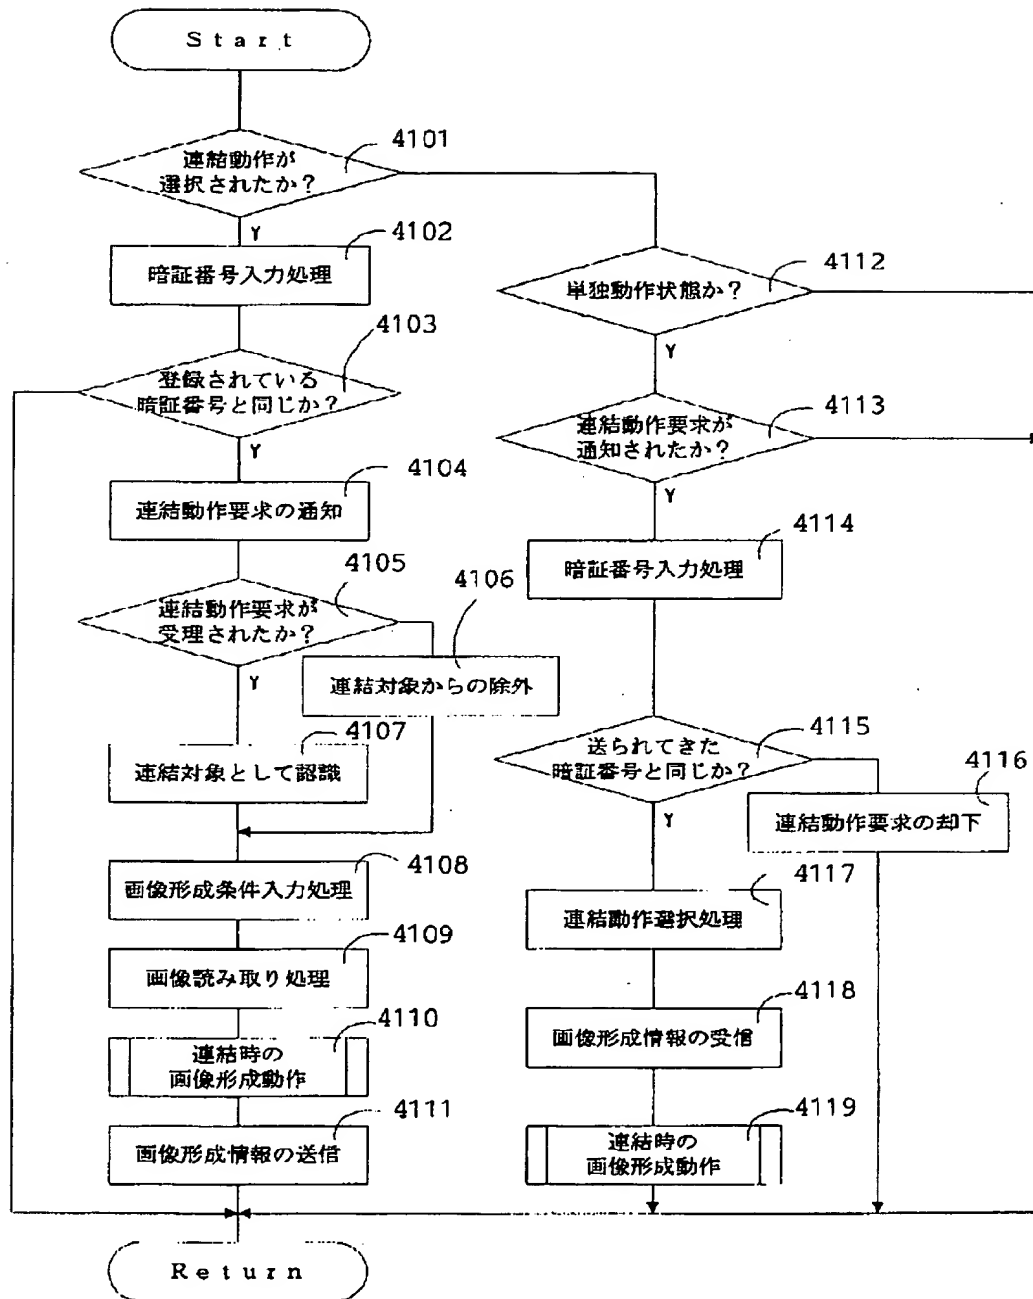 Start
連結動作が
選択されたか?
4101
Y
4102
暗証番号入力処理
4103
登録されている
暗証番号と同じか?
Y
4104
連結動作要求の通知
4105
連結動作要求が
受理されたか?
Y
4106
連結対象からの除外
4107
連結対象として認識
4108
画像形成条件入力処理
4109
画像読み取り処理
4110
連結時の
画像形成動作
4111
画像形成情報の送信
4112
単独動作状態か?
Y
4113
連結動作要求が
通知されたか?
Y
4114
暗証番号入力処理
4115
送られてきた
暗証番号と同じか?
Y
4116
連結動作要求の却下
4117
連結動作選択処理
4118
画像形成情報の受信
4119
連結時の
画像形成動作
Return